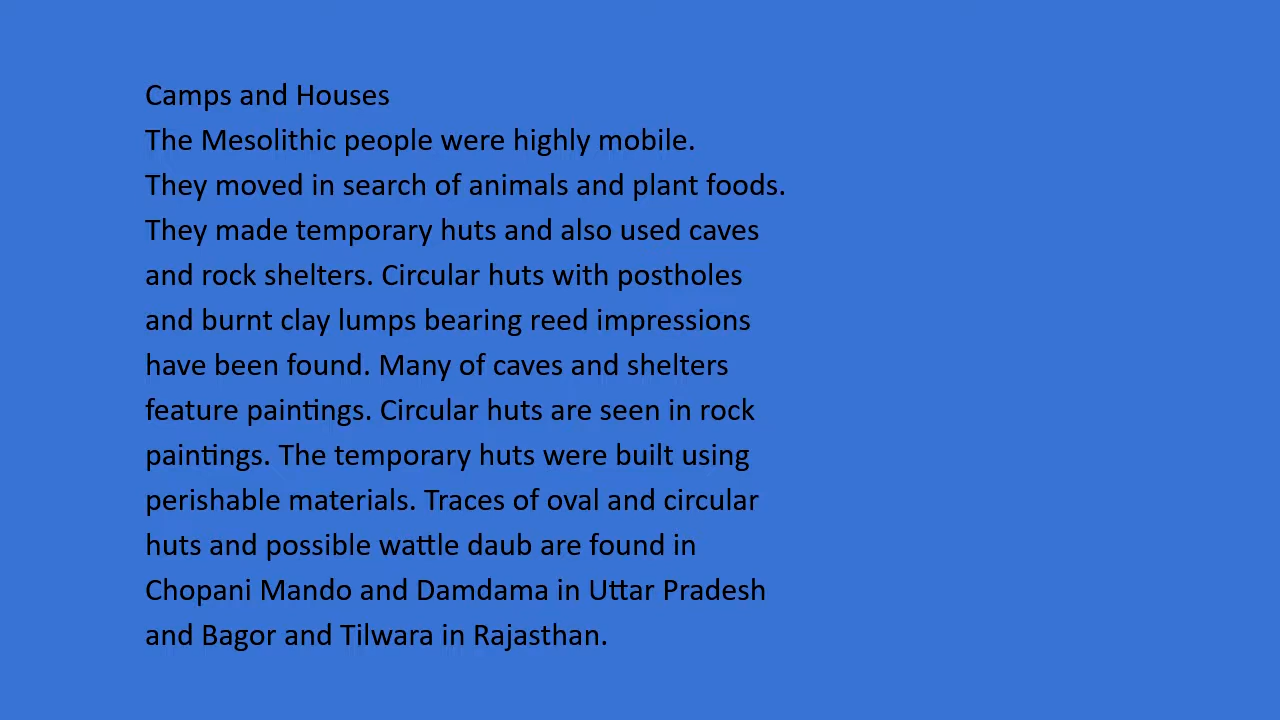 Camps and Houses
The Mesolithic people were highly mobile.
They moved in search of animals and plant foods.
They made temporary huts and also used caves
and rock shelters. Circular huts with postholes
and burnt clay lumps bearing reed impressions
have been found. Many of caves and shelters
feature paintings. Circular huts are seen in rock
paintings. The temporary huts were built using
perishable materials. Traces of oval and circular
huts and possible wattle daub are found in
Chopani Mando and Damdama in Uttar Pradesh
and Bagor and Tilwara in Rajasthan.